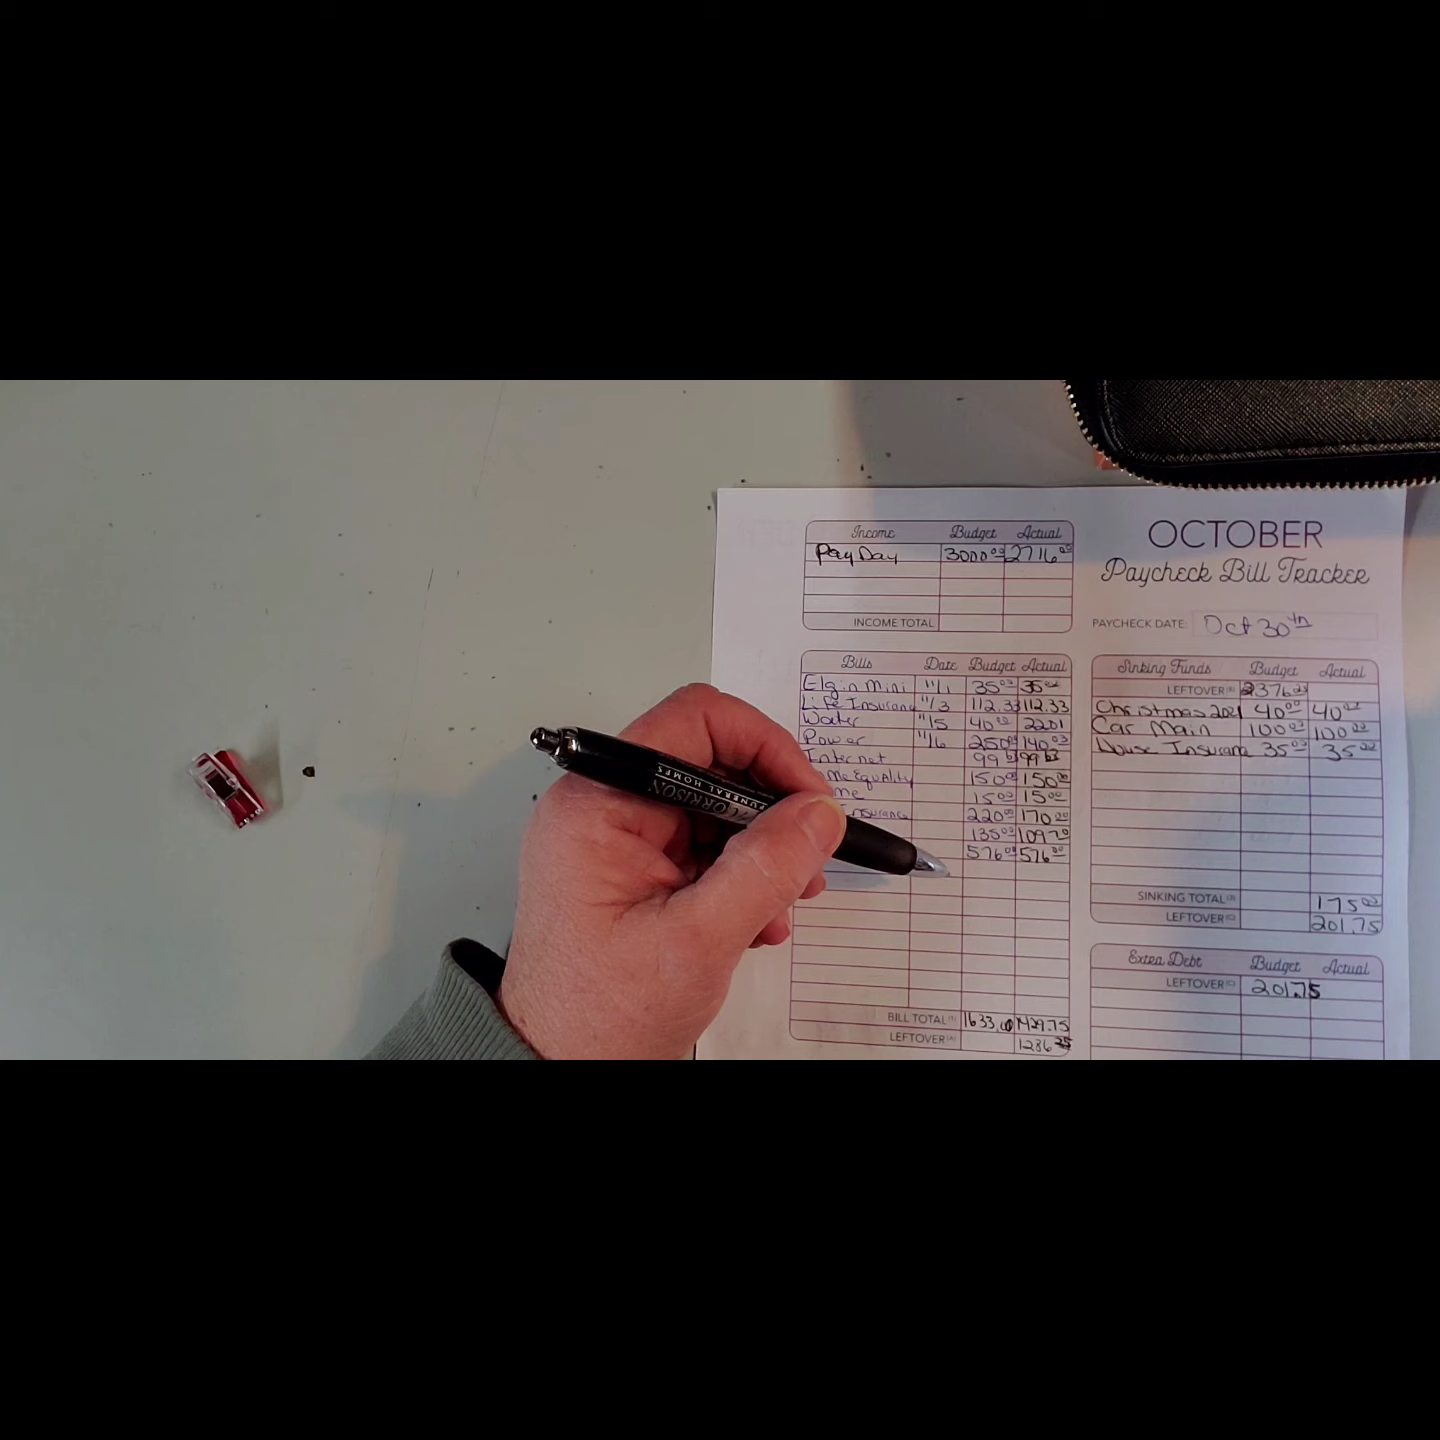 Income Budget Actual
Pay Day 3000.00 2716.00
INCOME TOTAL
OCTOBER
Paycheck Bill Tracker
PAYCHECK DATE: Oct 30th
Bills Date Budget Actual
Elgin Mini 11/1 35.00 35.00
Life Insuranc 11/3 112.33 112.33
Water 11/5 40.00 22.01
Power 11/6 250.00 140.03
Internet 99 99
me Equality 150.00 150.00
me 15.00 15.00
Insurance 220.00 170.00
135.00
576.00 576.00
BILL TOTAL 1633. 1429.75
LEFTOVER(A) 1286.25
Sinking Funds Budget Actual
LEFTOVER(A) 376.25
Christmas 2021 40.00 40.00
Car Main 100.00 100.00
House Insuranc 35.00 35.00
SINKING TOTAL(B) 175.00
LEFTOVER(C) 201.75
Extra Debt Budget Actual
LEFTOVER(C) 201.75
MORRISON
FUNERAL HOMES